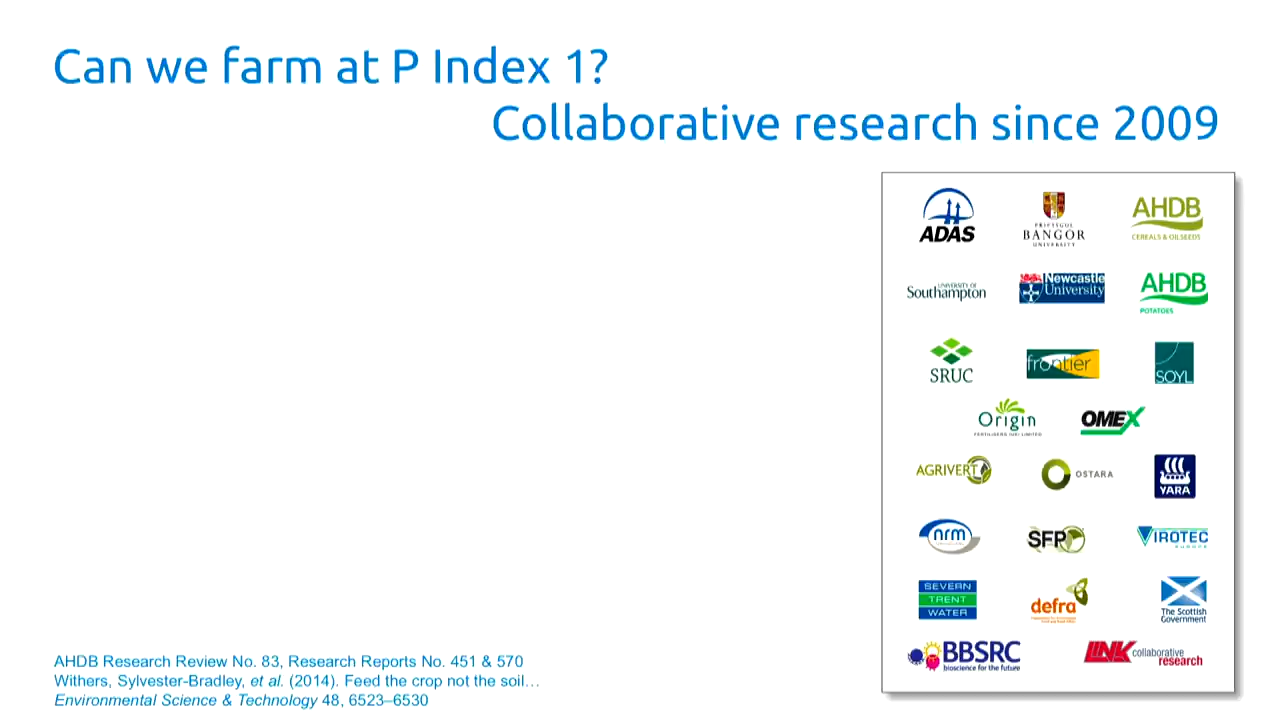 Can we farm at P Index 1?
Collaborative research since 2009
ADAS
PRIFYSGOL
BANGOR
UNIVERSITY
AHDB
CEREALS & OILSEEDS
UNIVERSITY OF
Southampton
Newcastle
University
AHDB
POTATOES
SRUC
frontier
SOYL
Origin
FERTILISERS (UK) LIMITED
OMEX
AGRIVERT
OSTARA
YARA
nrm
SFP
VIROTEC
EUROPE
SEVERN
TRENT
WATER
defra
The Scottish
Government
BBSRC
bioscience for the future
LINK collaborative
research
AHDB Research Review No. 83, Research Reports No. 451 & 570
Withers, Sylvester-Bradley, et al. (2014). Feed the crop not the soil…
Environmental Science & Technology 48, 6523–6530